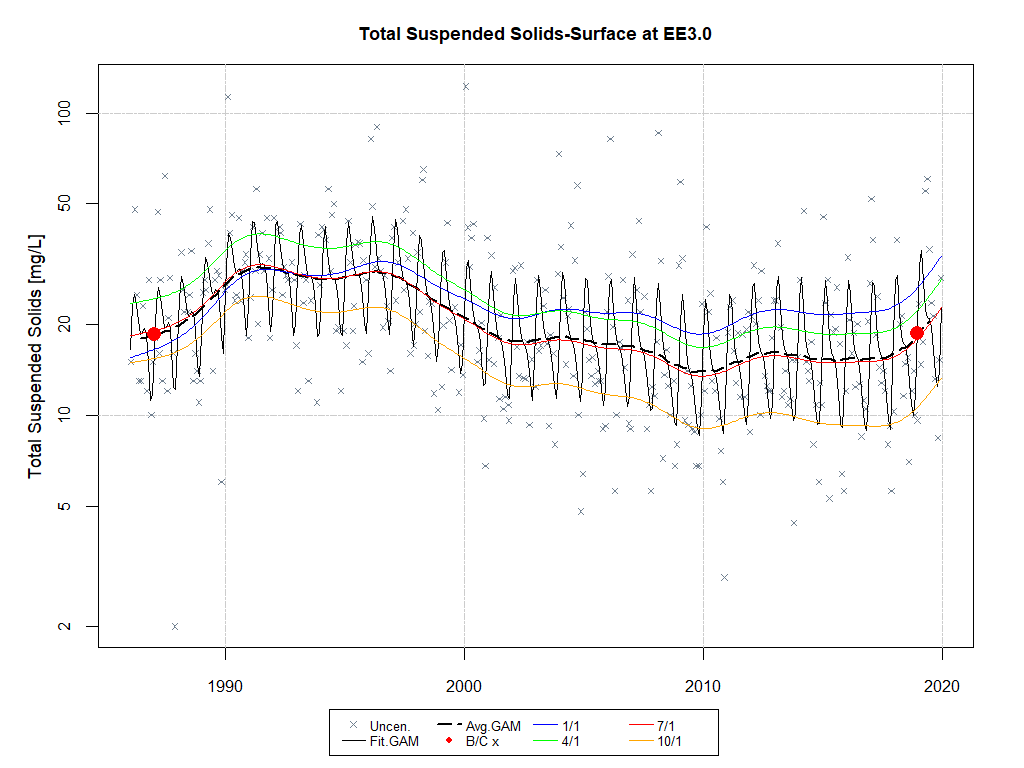 Total Suspended Solids-Surface at EE3.0
Total Suspended Solids [mg/L]
100
50
20
10
5
2
1990
2000
2010
2020
Uncen. Avg.GAM 1/1 7/1
Fit.GAM B/C x 4/1 10/1